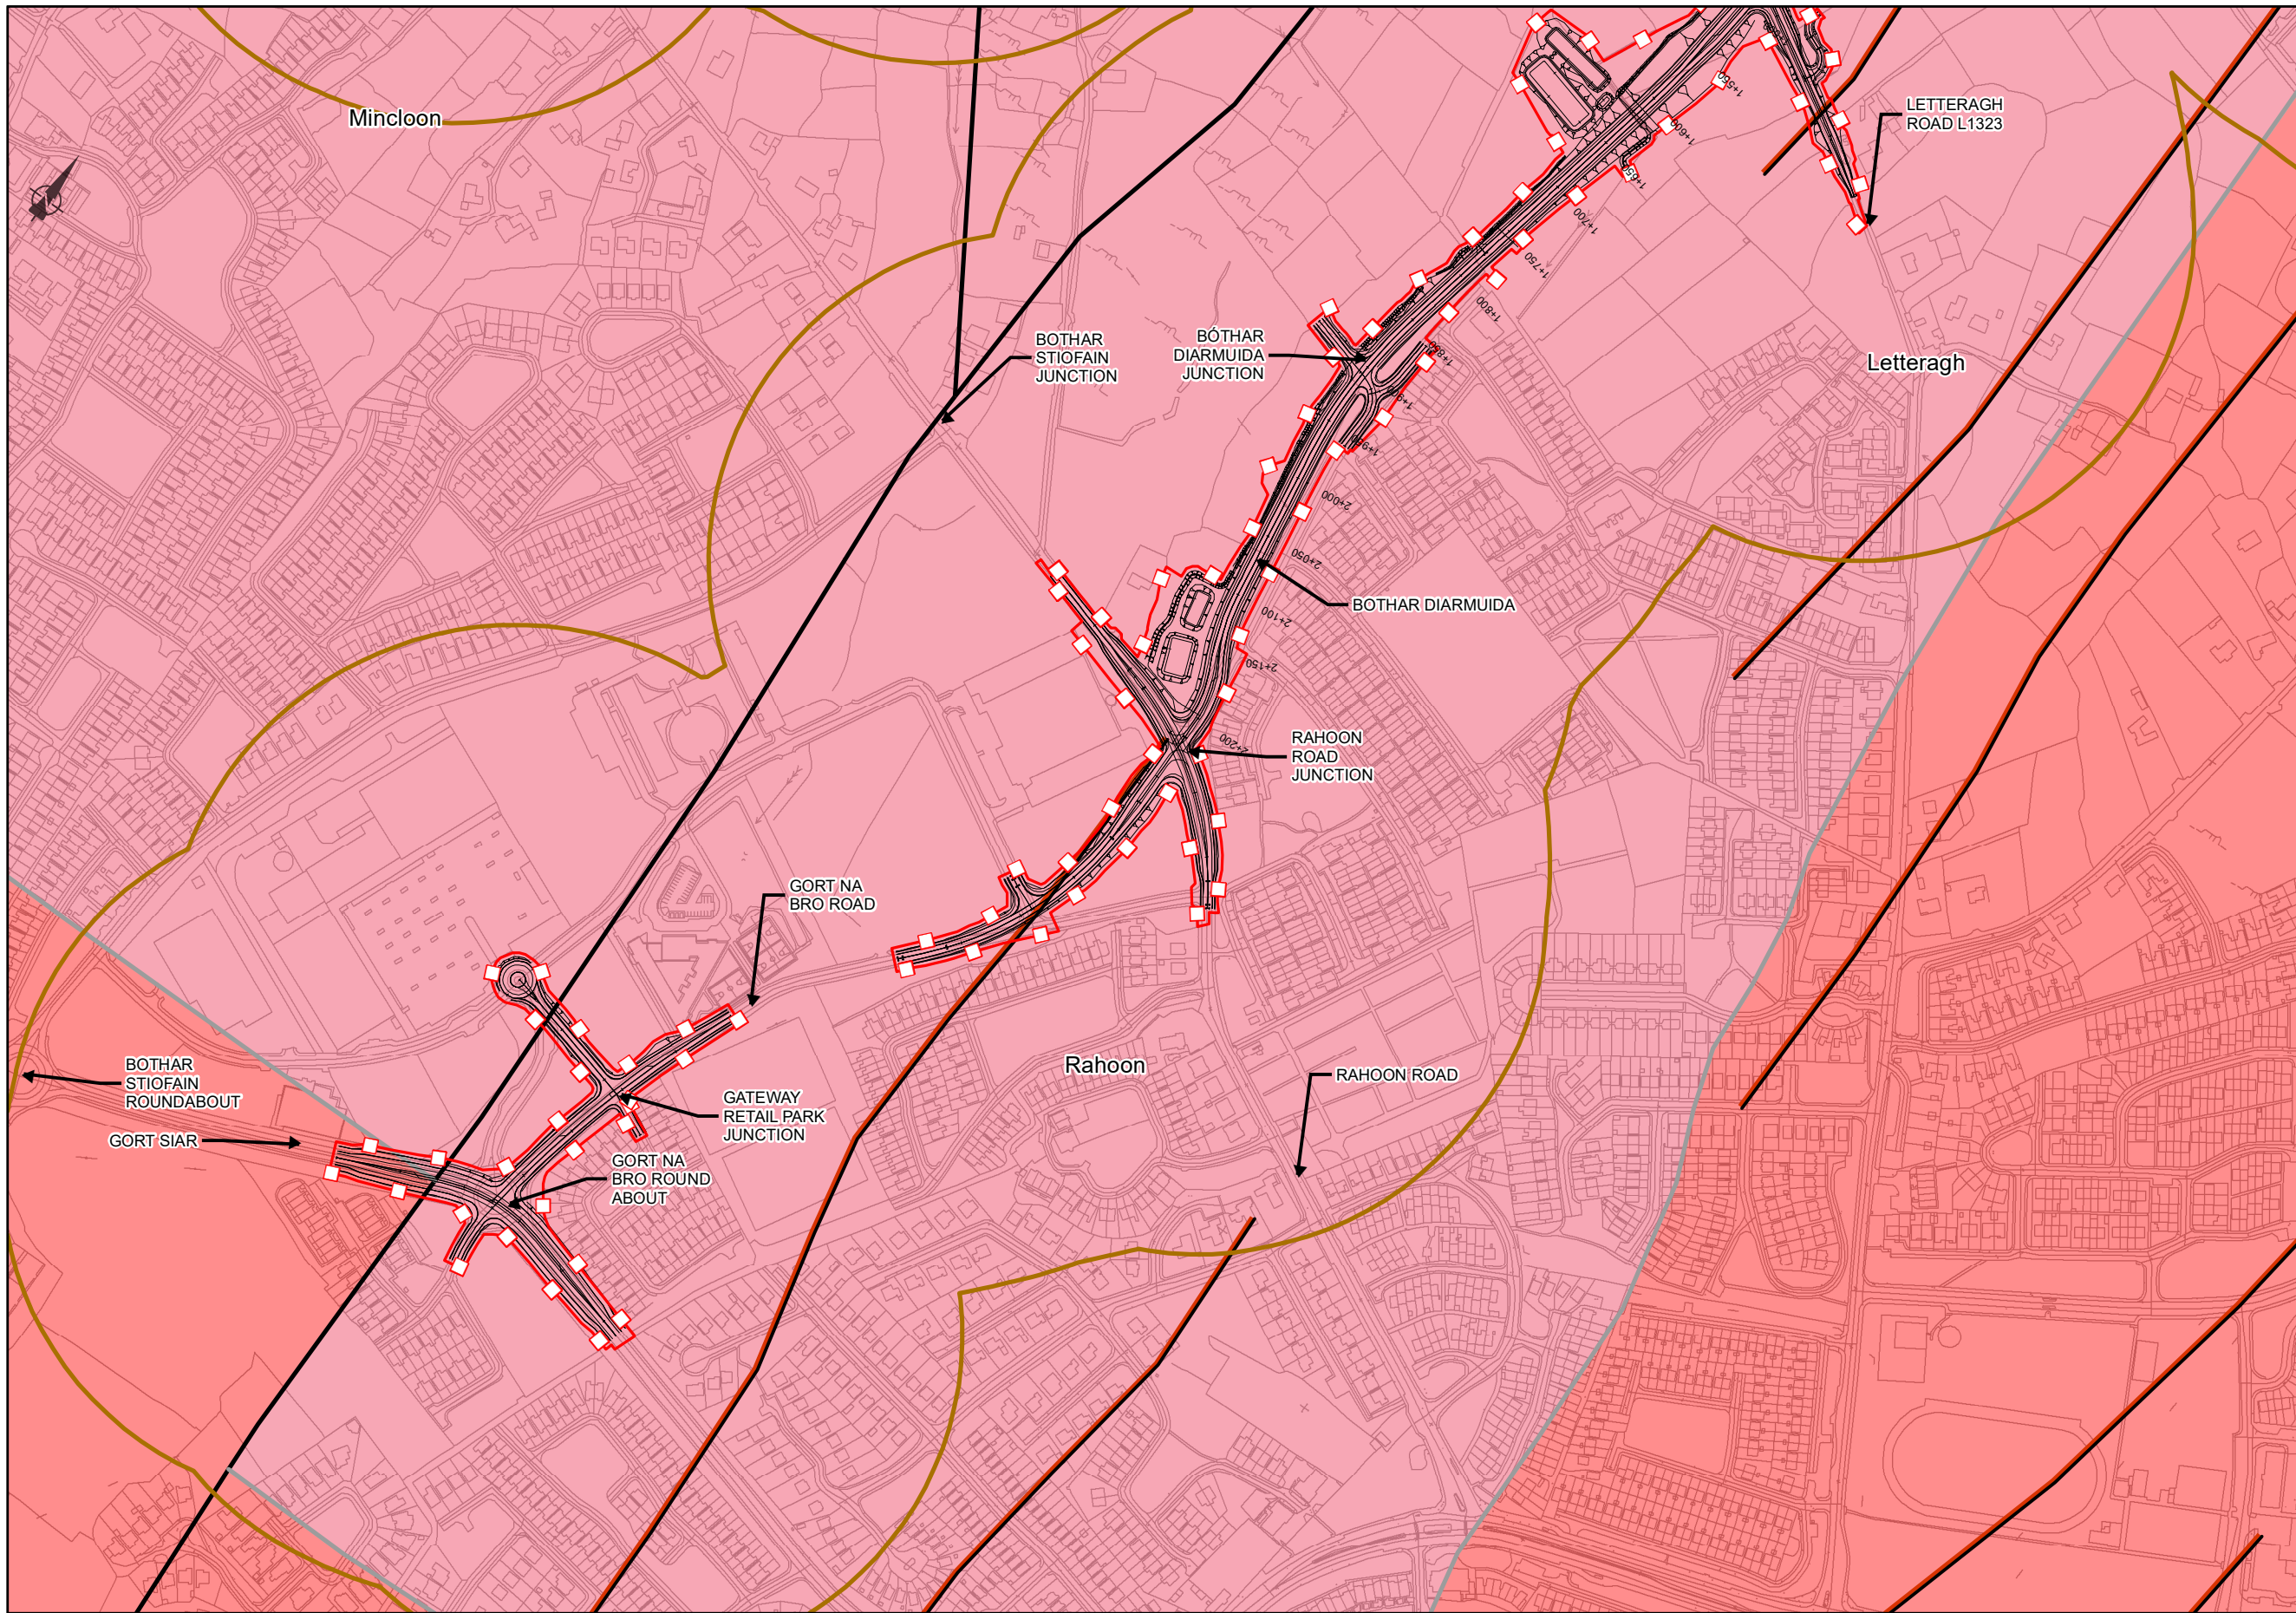 Mincloon
LETTERAGH
ROAD L1323
1+550
1+600
1+650
1+700
1+750
1+800
1+850
1+900
1+950
2+000
2+050
2+100
2+150
2+200
BOTHAR
STIOFAIN
JUNCTION
BÓTHAR
DIARMUIDA
JUNCTION
Letteragh
BOTHAR DIARMUIDA
RAHOON
ROAD
JUNCTION
GORT NA
BRO ROAD
Rahoon
RAHOON ROAD
BOTHAR
STIOFAIN
ROUNDABOUT
GORT SIAR
GATEWAY
RETAIL PARK
JUNCTION
GORT NA
BRO ROUND
ABOUT